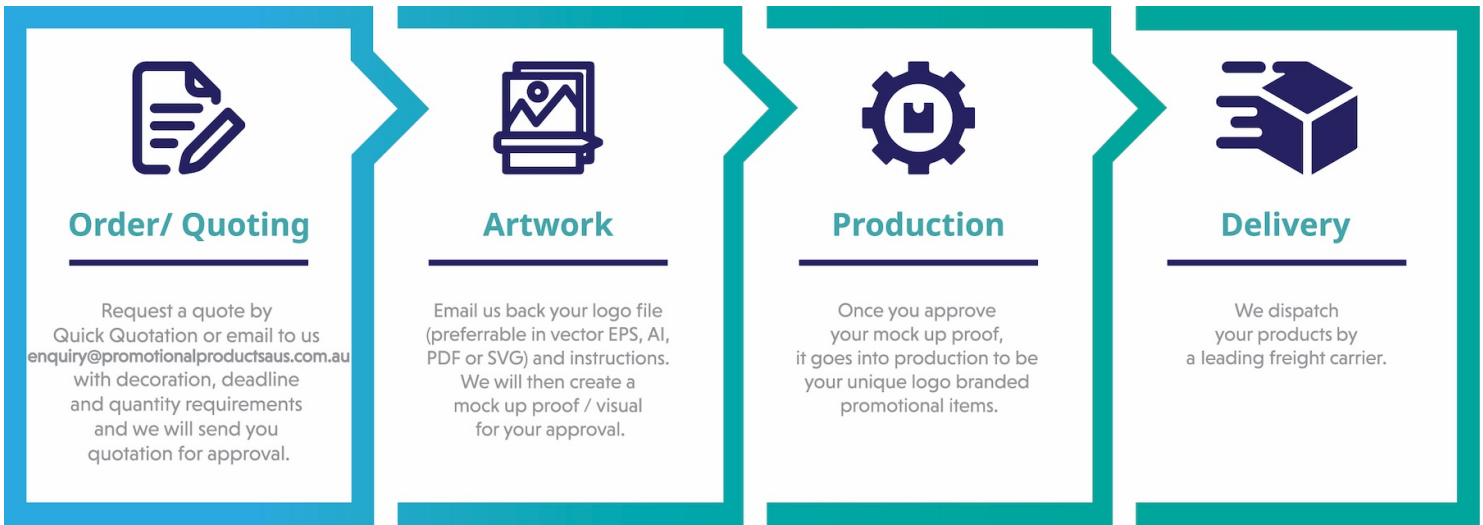 Order/ Quoting
Request a quote by
Quick Quotation or email to us
enquiry@promotionalproductsaus.com.au
with decoration, deadline
and quantity requirements
and we will send you
quotation for approval.
Artwork
Email us back your logo file
(preferrable in vector EPS, AI,
PDF or SVG) and instructions.
We will then create a
mock up proof / visual
for your approval.
Production
Once you approve
your mock up proof,
it goes into production to be
your unique logo branded
promotional items.
Delivery
We dispatch
your products by
a leading freight carrier.